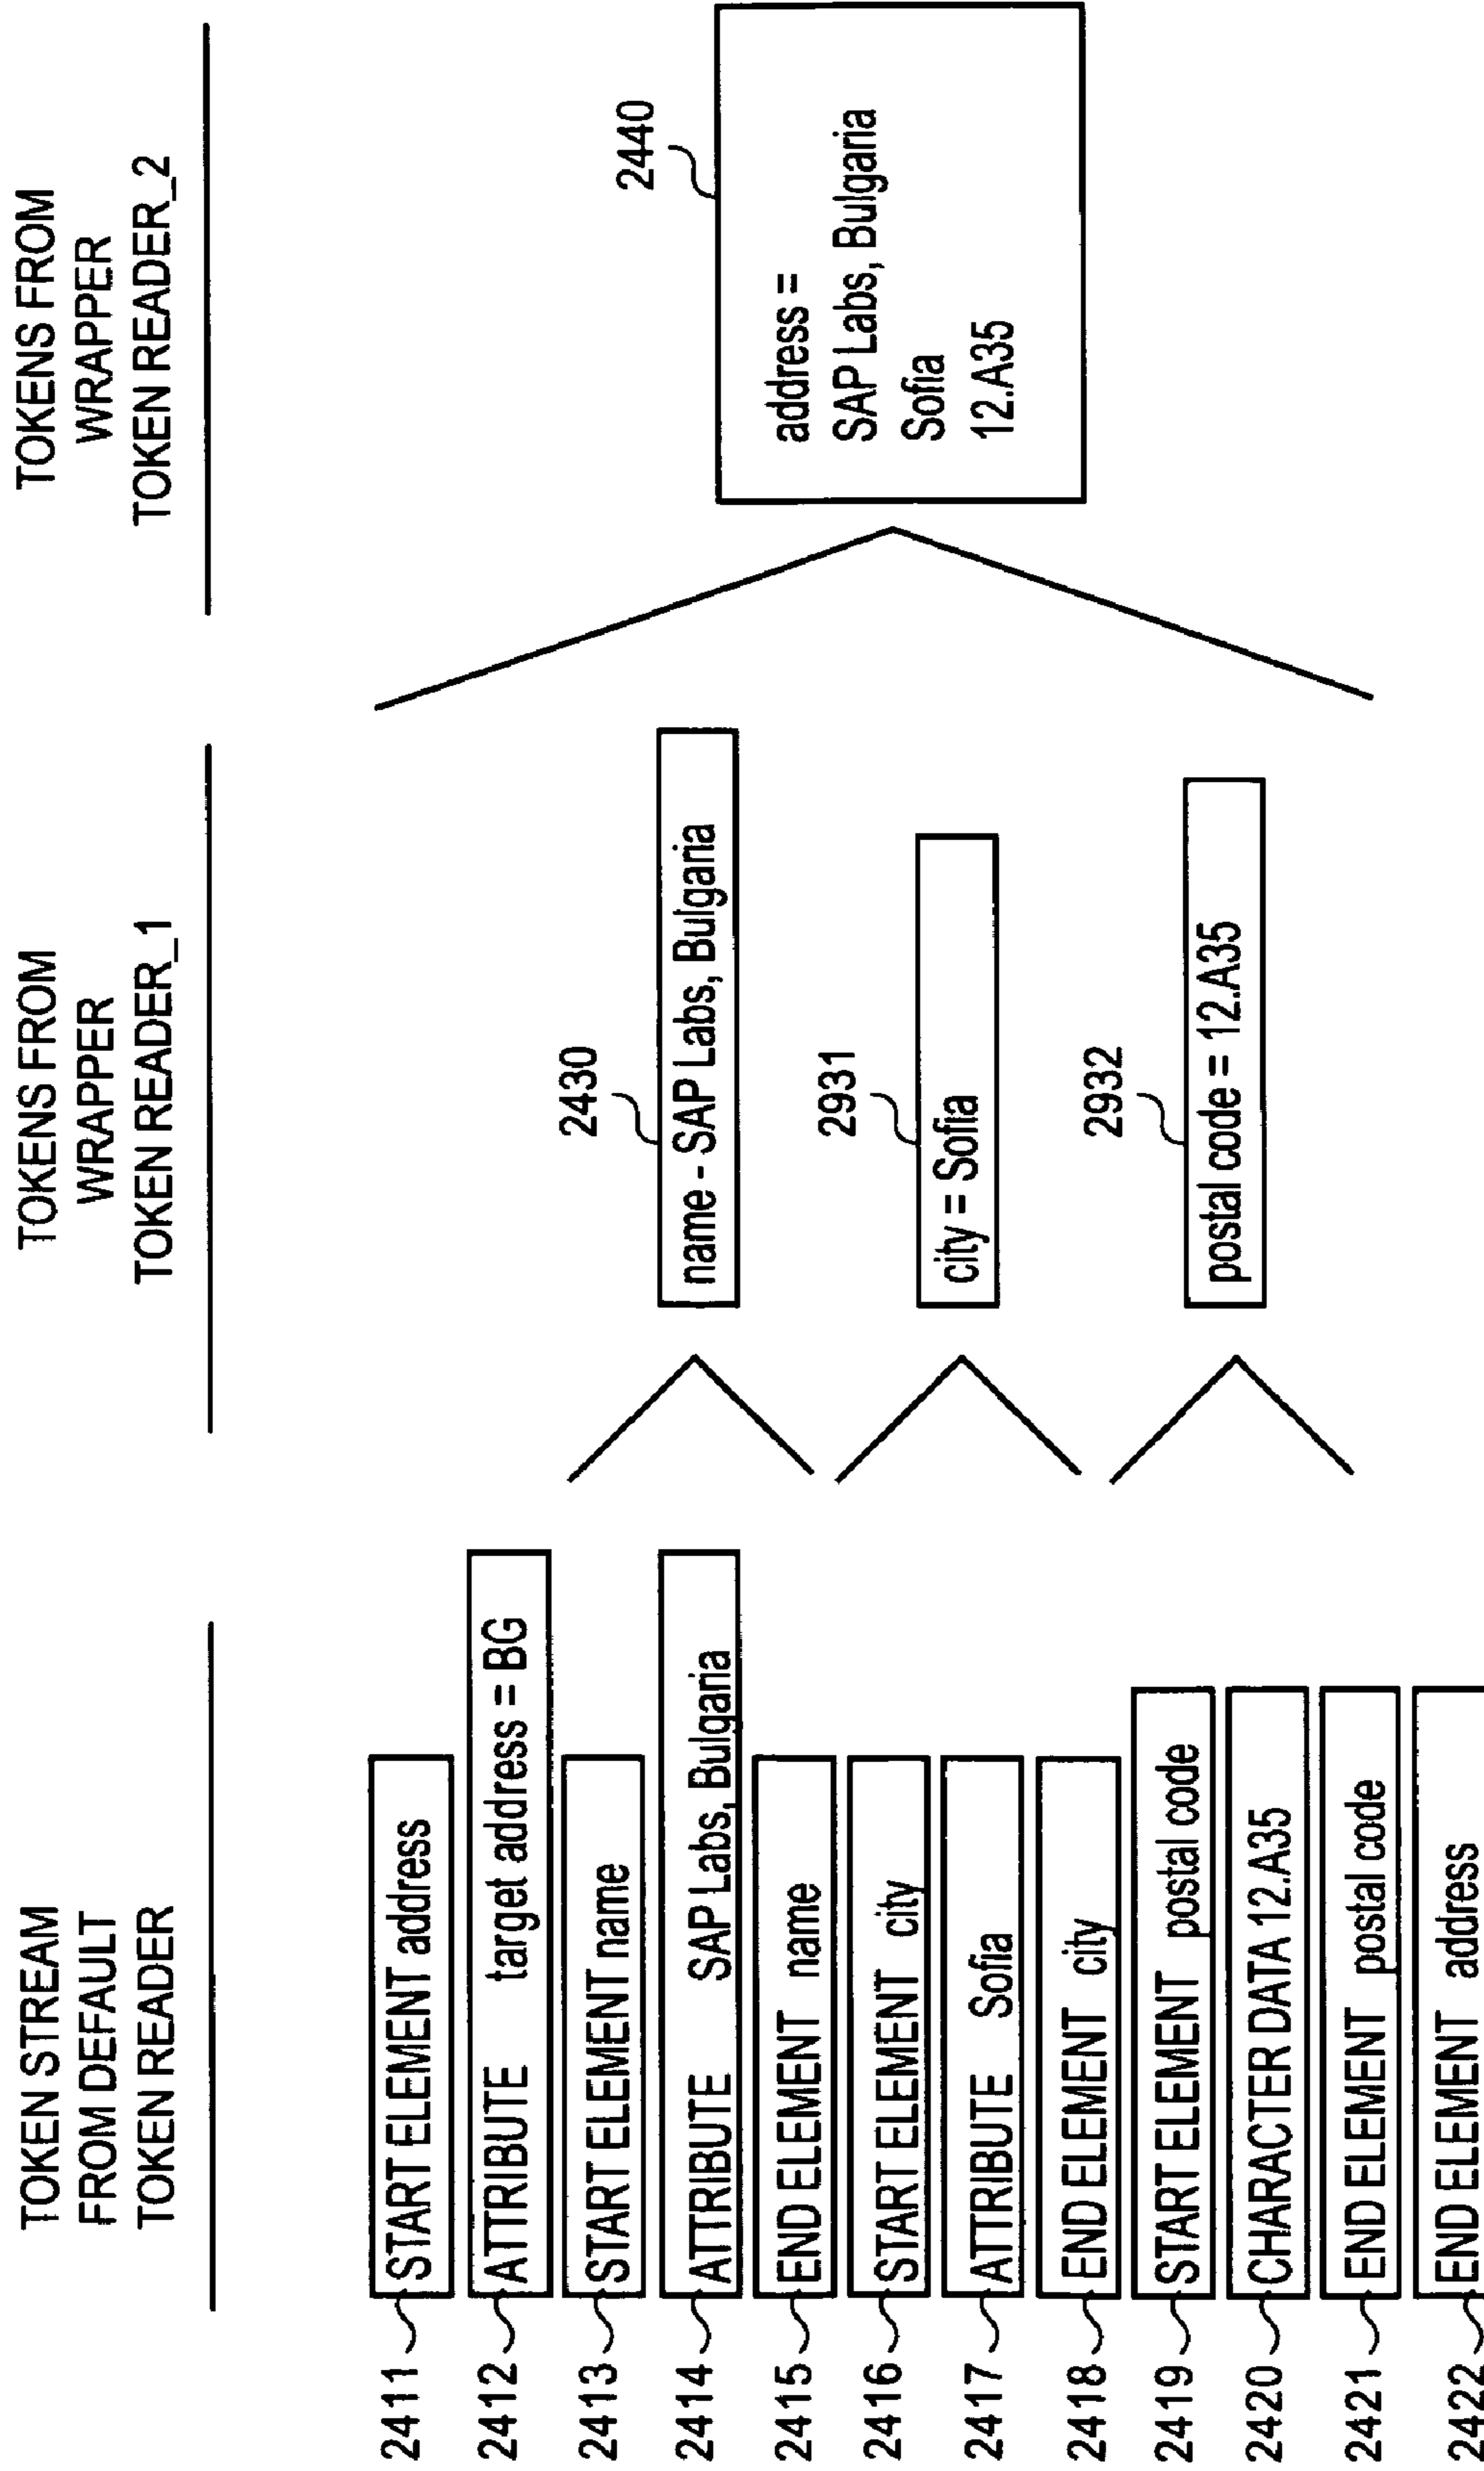 TOKEN STREAM
FROM DEFAULT
TOKEN READER
2411 START ELEMENT address
2412 ATTRIBUTE target address = BG
2413 START ELEMENT name
2414 ATTRIBUTE SAP Labs, Bulgaria
2415 END ELEMENT name
2416 START ELEMENT city
2417 ATTRIBUTE Sofia
2418 END ELEMENT city
2419 START ELEMENT postal code
2420 CHARACTER DATA 12.A35
2421 END ELEMENT postal code
2422 END ELEMENT address
TOKENS FROM
WRAPPER
TOKEN READER_1
2430
name - SAP Labs, Bulgaria
2931
city = Sofia
2932
postal code = 12.A35
TOKENS FROM
WRAPPER
TOKEN READER_2
2440
address =
SAP Labs, Bulgaria
Sofia
12.A35